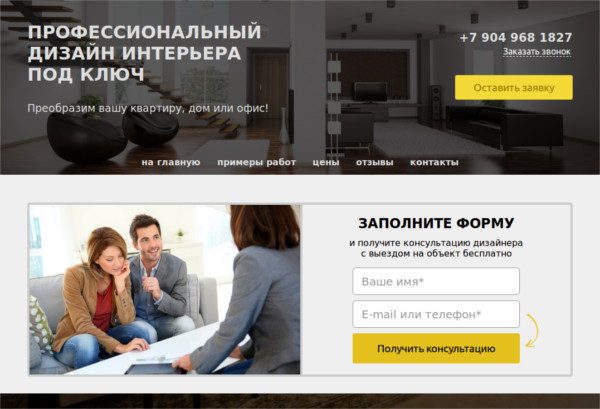 ПРОФЕССИОНАЛЬНЫЙ
ДИЗАЙН ИНТЕРЬЕРА
ПОД КЛЮЧ
Преобразим вашу квартиру, дом или офис!
+7 904 968 1827
Заказать звонок
Оставить заявку
на главную примеры работ цены отзывы контакты
ЗАПОЛНИТЕ ФОРМУ
и получите консультацию дизайнера
с выездом на объект бесплатно
Ваше имя*
E-mail или телефон*
Получить консультацию